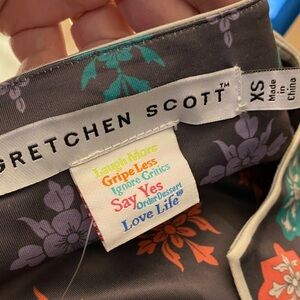 GRETCHEN SCOTT™
XS
Made
in
China
Laugh More
Gripe Less
Ignore Critics
Say Yes
Order Dessert
Love Life®